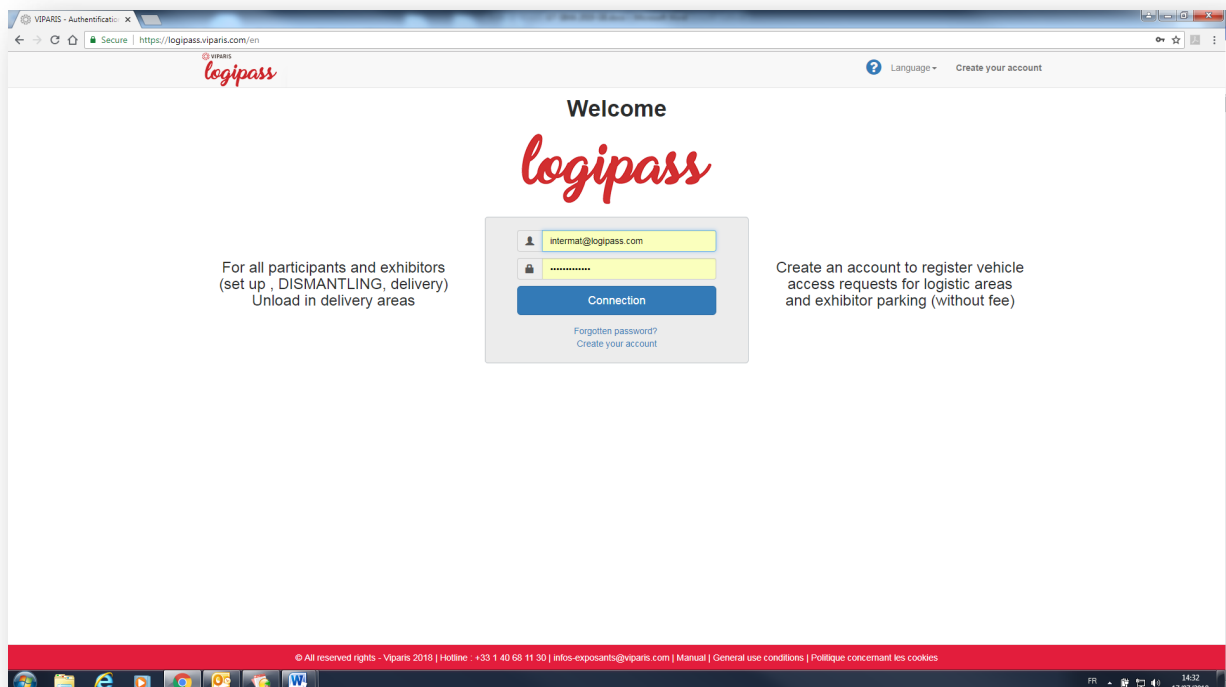 VIPARIS - Authentificatio
Secure | https://logipass.viparis.com/en
VIPARIS
logipass
Language
Create your account
Welcome
logipass
intermat@logipass.com
For all participants and exhibitors
(set up , DISMANTLING, delivery)
Unload in delivery areas
Connection
Forgotten password?
Create your account
Create an account to register vehicle
access requests for logistic areas
and exhibitor parking (without fee)
© All reserved rights - Viparis 2018 | Hotline : +33 1 40 68 11 30 | infos-exposants@viparis.com | Manual | General use conditions | Politique concernant les cookies
FR
14:32